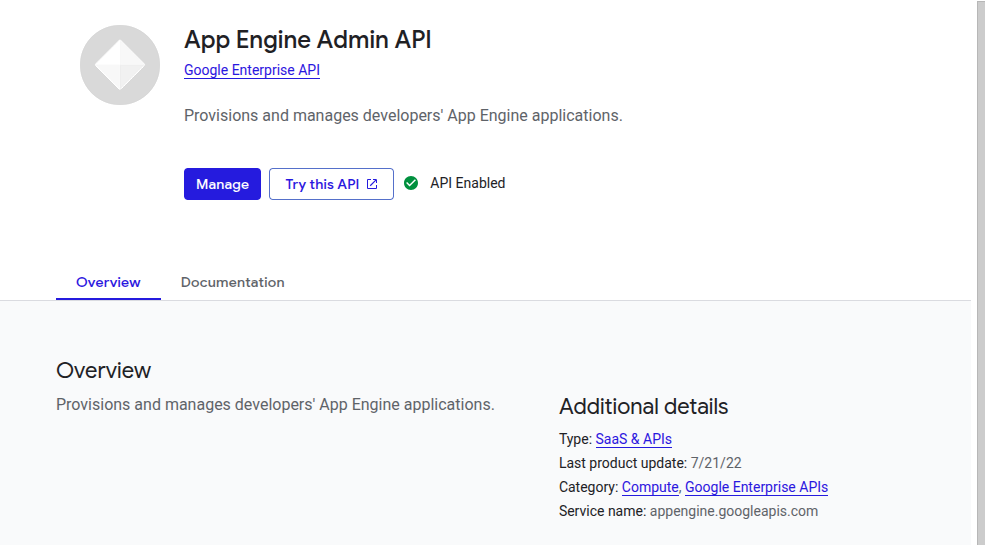 App Engine Admin API
Google Enterprise API
Provisions and manages developers' App Engine applications.
Manage
Try this API
API Enabled
Overview
Documentation
Overview
Provisions and manages developers' App Engine applications.
Additional details
Type: SaaS & APIs
Last product update: 7/21/22
Category: Compute, Google Enterprise APIs
Service name: appengine.googleapis.com